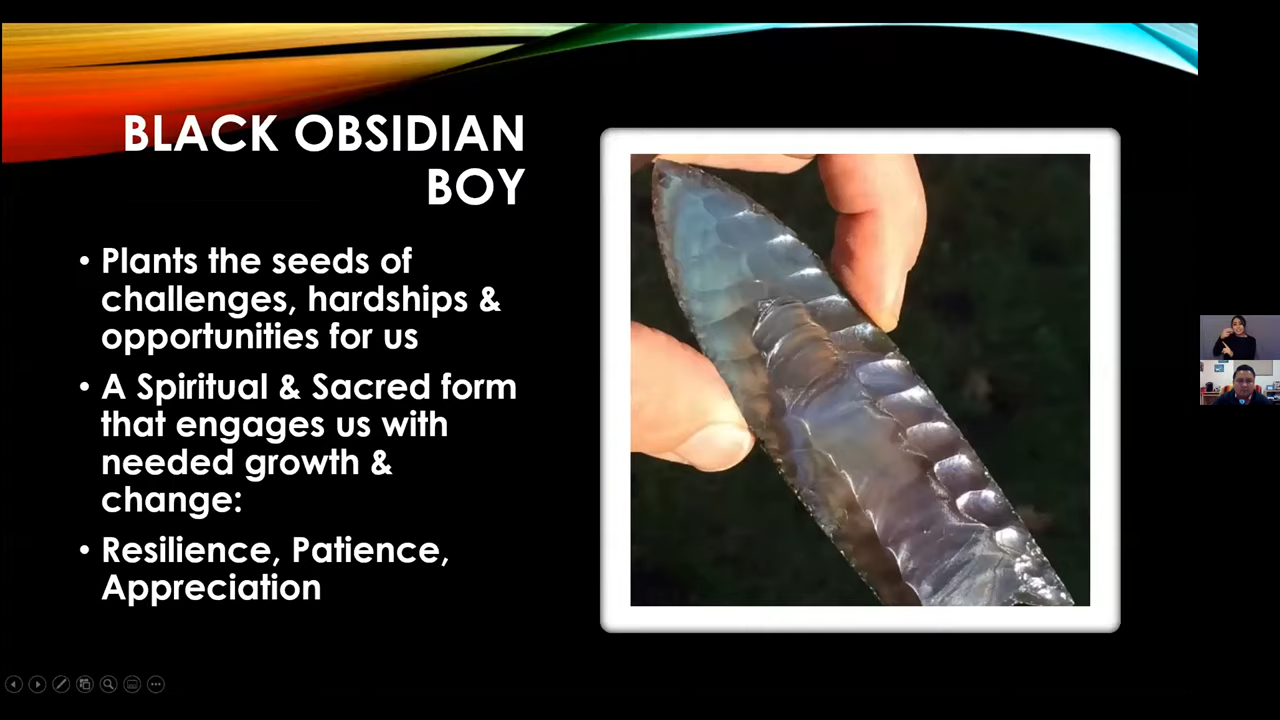 BLACK OBSIDIAN
BOY
• Plants the seeds of
challenges, hardships &
opportunities for us
• A Spiritual & Sacred form
that engages us with
needed growth &
change:
• Resilience, Patience,
Appreciation